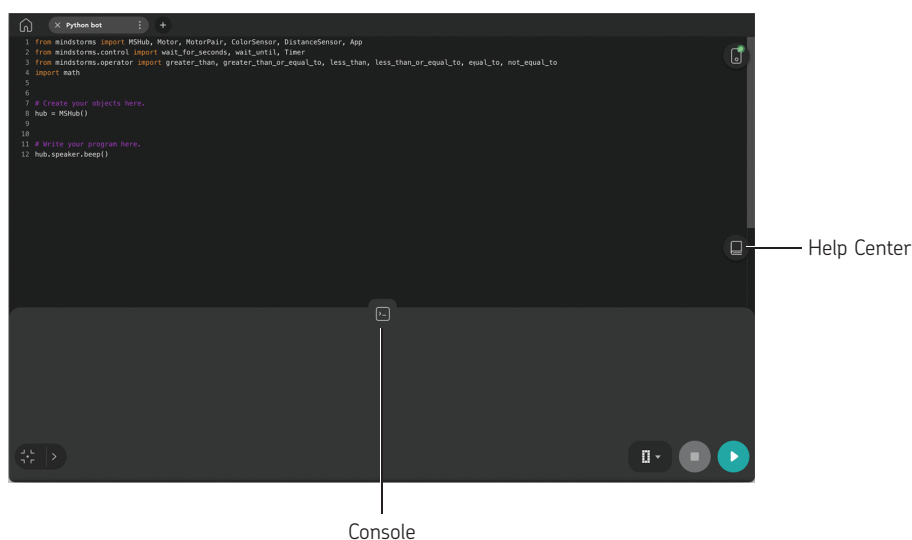 Python bot
1 from mindstorms import MSHub, Motor, MotorPair, ColorSensor, DistanceSensor, App
2 from mindstorms.control import wait_for_seconds, wait_until, Timer
3 from mindstorms.operator import greater_than, greater_than_or_equal_to, less_than, less_than_or_equal_to, equal_to, not_equal_to
4 import math
5
6
7 # Create your objects here.
8 hub = MSHub()
9
10
11 # Write your program here.
12 hub.speaker.beep()
Help Center
Console